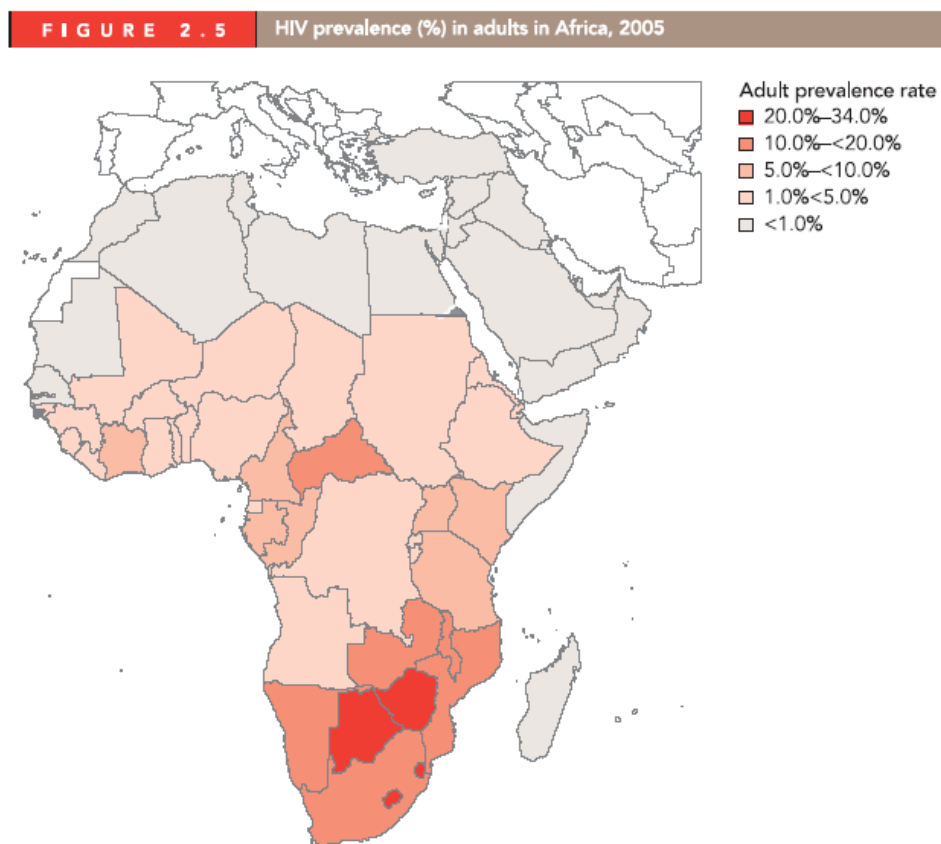 FIGURE 2.5
HIV prevalence (%) in adults in Africa, 2005
Adult prevalence rate
20.0%–34.0%
10.0%–<20.0%
5.0%–<10.0%
1.0%<5.0%
<1.0%